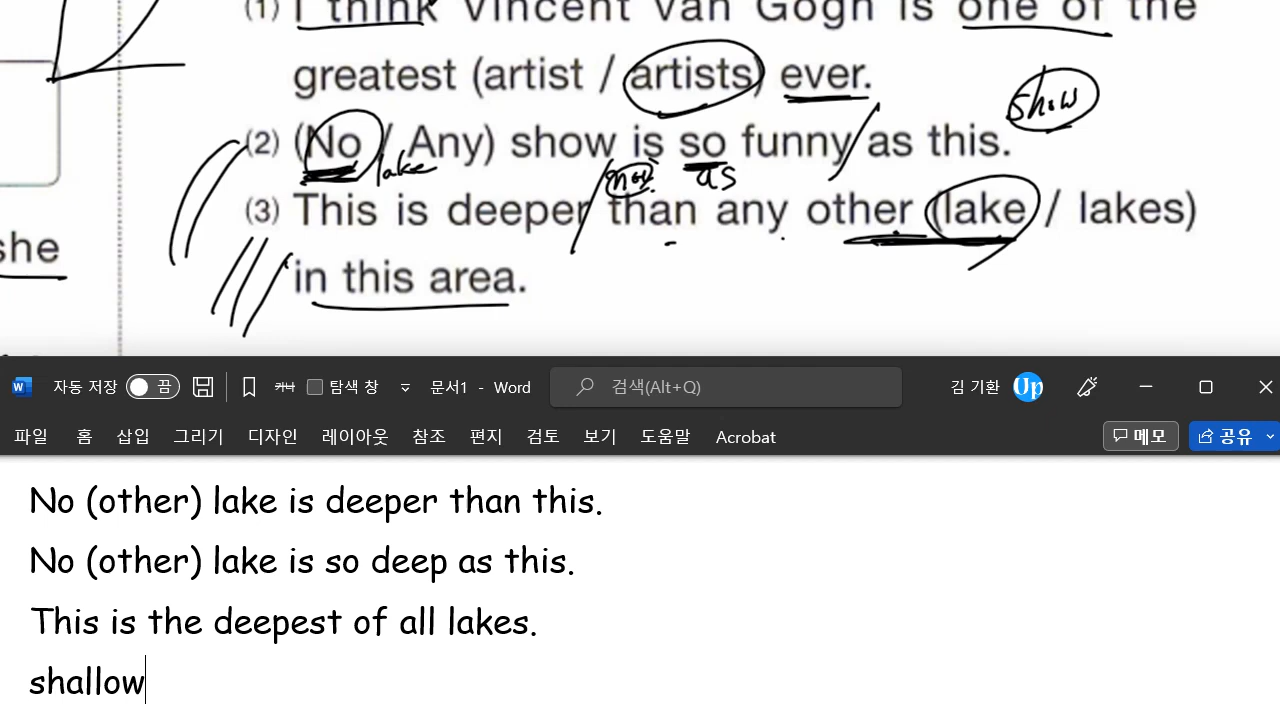 (1) I think Vincent van Gogh is one of the
greatest (artist / artists) ever.
show
(2) (No / Any) show is so funny as this.
lake
as
(3) This is deeper than any other (lake / lakes)
she
in this area.
자동 저장 끔 가나 탐색 창 문서1 - Word 검색(Alt+Q) 김 기환 Up
파일 홈 삽입 그리기 디자인 레이아웃 참조 편지 검토 보기 도움말 Acrobat 메모 공유
No (other) lake is deeper than this.
No (other) lake is so deep as this.
This is the deepest of all lakes.
shallow